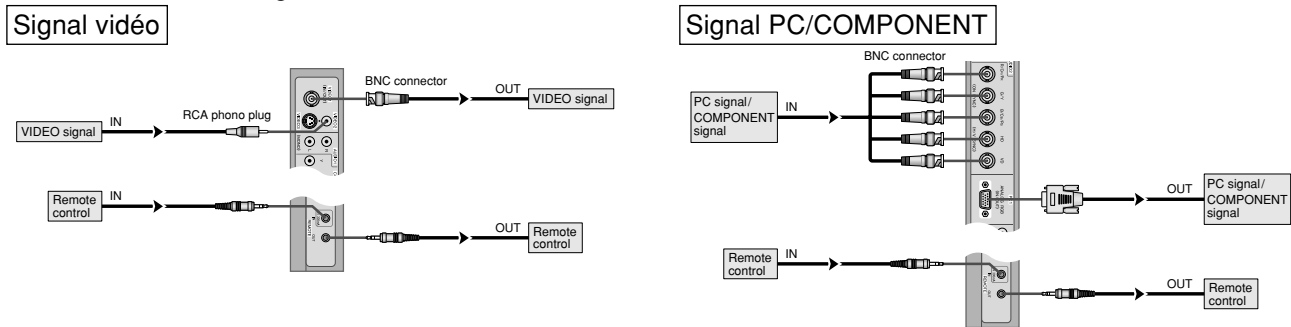 Signal vidéo
Signal PC/COMPONENT
BNC connector
OUT
VIDEO signal
RCA phono plug
IN
VIDEO signal
Remote
control
IN
OUT
Remote
control
BNC connector
PC signal/
COMPONENT
signal
IN
OUT
PC signal/
COMPONENT
signal
Remote
control
IN
OUT
Remote
control
G/Y
HD
VD